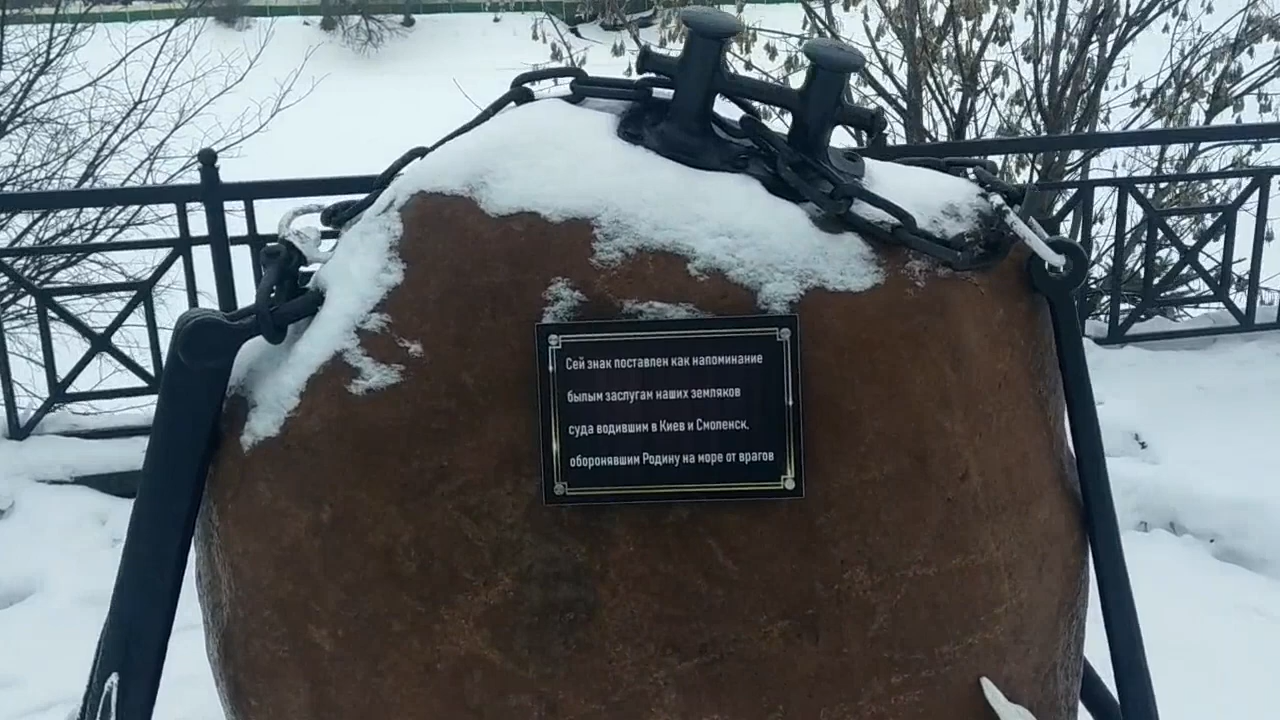 Сей знак поставлен как напоминание
былым заслугам наших земляков
суда водившим в Киев и Смоленск,
оборонявшим Родину на море от врагов